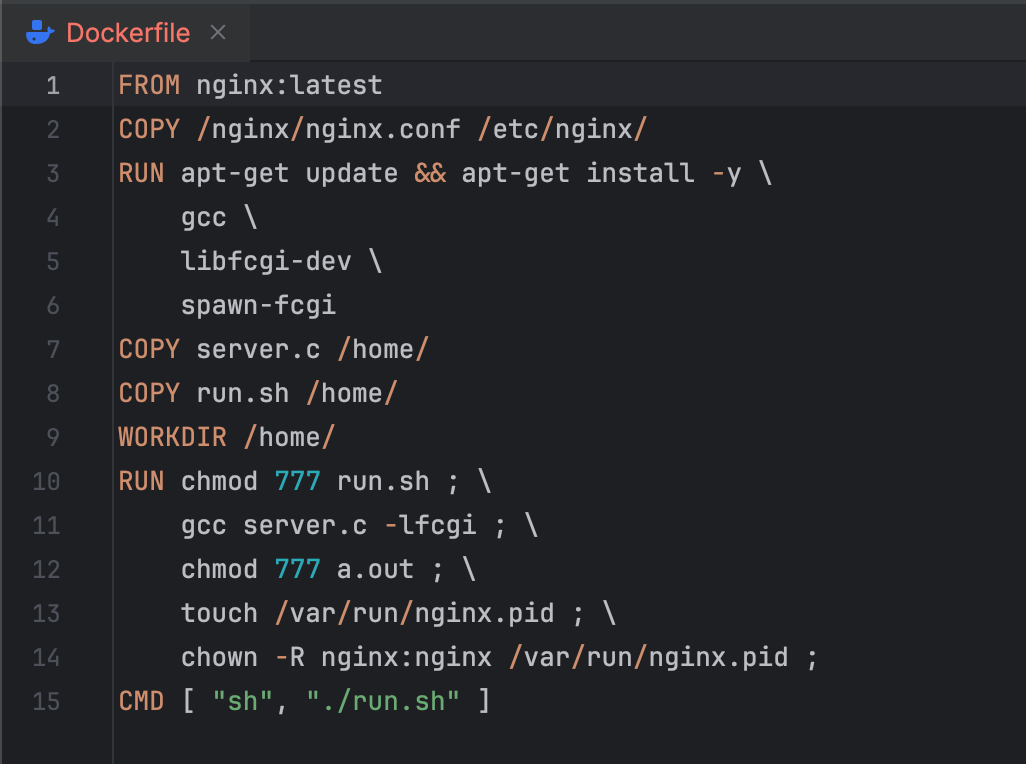 Dockerfile ×
1 FROM nginx:latest
2 COPY /nginx/nginx.conf /etc/nginx/
3 RUN apt-get update && apt-get install -y \
4     gcc \
5     libfcgi-dev \
6     spawn-fcgi
7 COPY server.c /home/
8 COPY run.sh /home/
9 WORKDIR /home/
10 RUN chmod 777 run.sh ; \
11     gcc server.c -lfcgi ; \
12     chmod 777 a.out ; \
13     touch /var/run/nginx.pid ; \
14     chown -R nginx:nginx /var/run/nginx.pid ;
15 CMD [ "sh", "./run.sh" ]